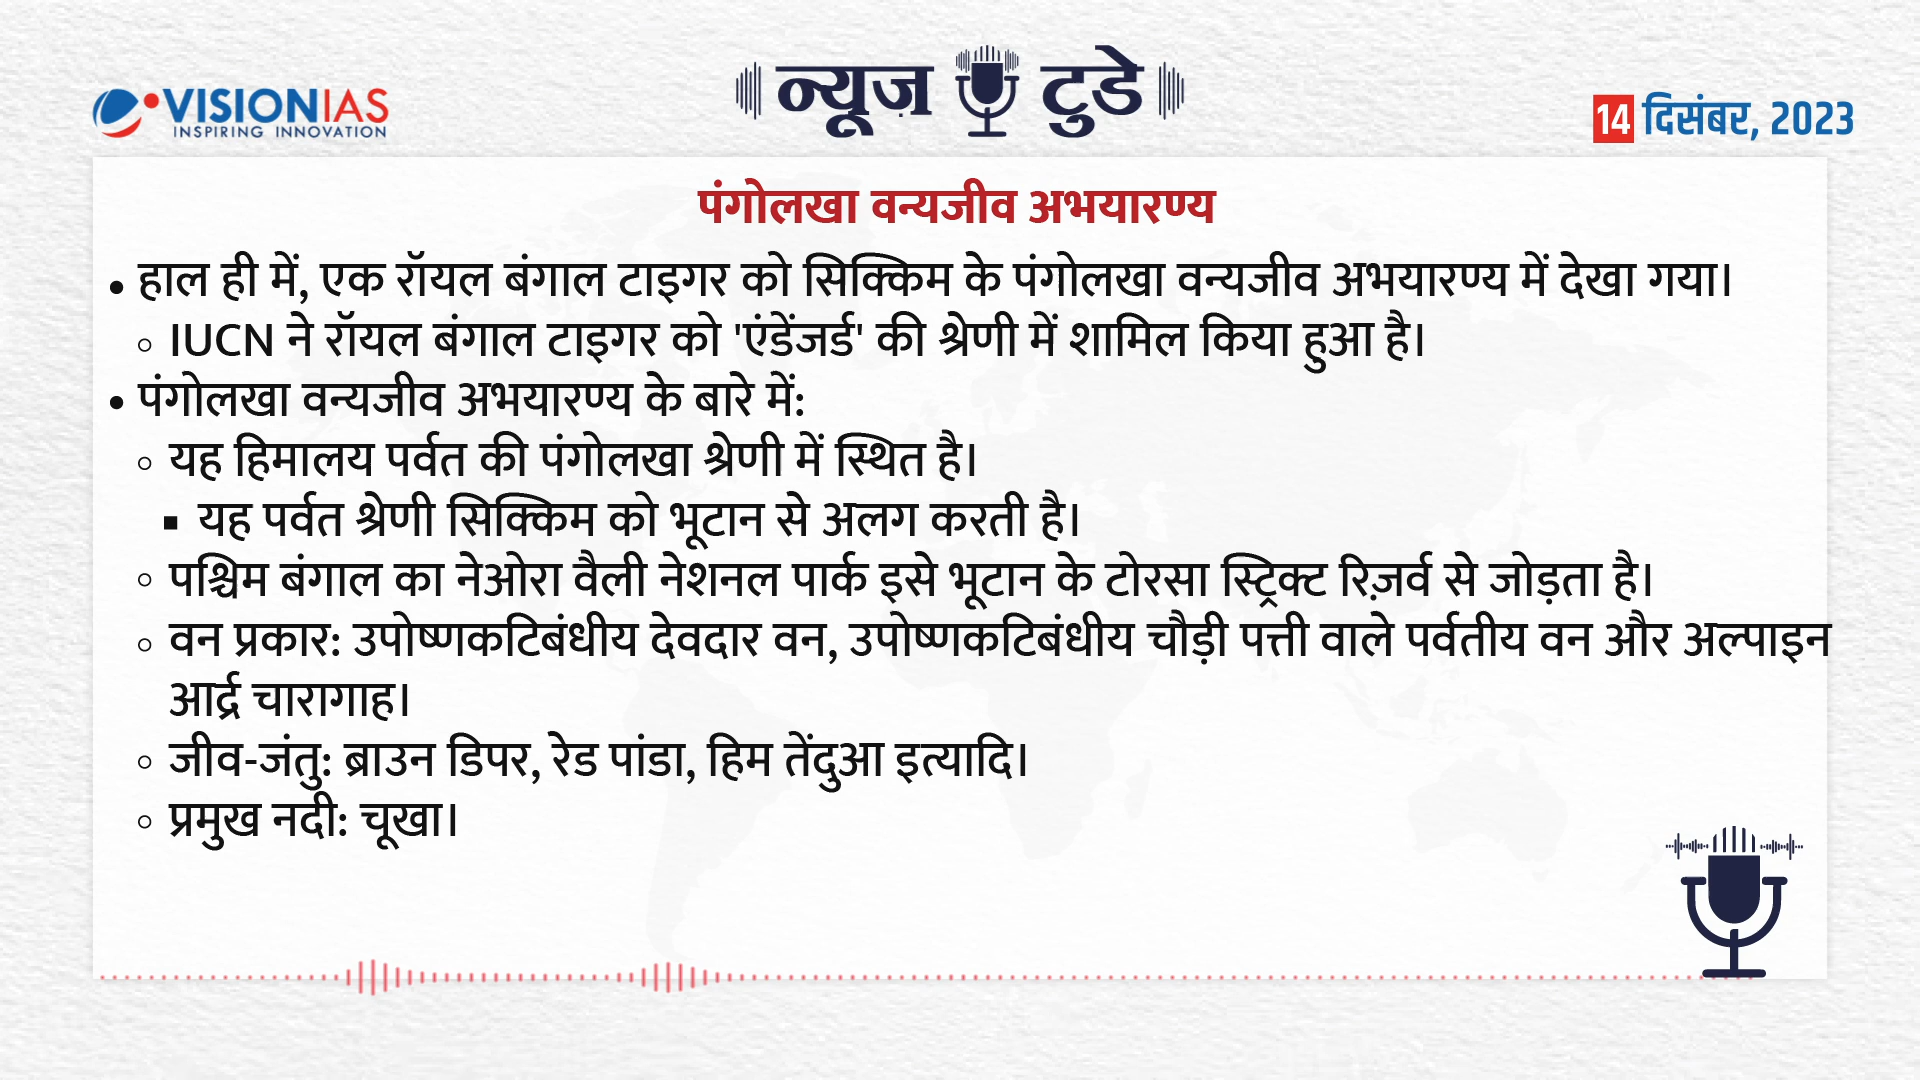 VISIONIAS
INSPIRING INNOVATION
न्यूज़ टुडे
14 दिसंबर, 2023
पंगोलखा वन्यजीव अभयारण्य
• हाल ही में, एक रॉयल बंगाल टाइगर को सिक्किम के पंगोलखा वन्यजीव अभयारण्य में देखा गया।
◦ IUCN ने रॉयल बंगाल टाइगर को 'एंडेंजर्ड' की श्रेणी में शामिल किया हुआ है।
• पंगोलखा वन्यजीव अभयारण्य के बारे में:
◦ यह हिमालय पर्वत की पंगोलखा श्रेणी में स्थित है।
▪ यह पर्वत श्रेणी सिक्किम को भूटान से अलग करती है।
◦ पश्चिम बंगाल का नेओरा वैली नेशनल पार्क इसे भूटान के टोरसा स्ट्रिक्ट रिज़र्व से जोड़ता है।
◦ वन प्रकार: उपोष्णकटिबंधीय देवदार वन, उपोष्णकटिबंधीय चौड़ी पत्ती वाले पर्वतीय वन और अल्पाइन
आर्द्र चारागाह।
◦ जीव-जंतु: ब्राउन डिपर, रेड पांडा, हिम तेंदुआ इत्यादि।
◦ प्रमुख नदी: चूखा।